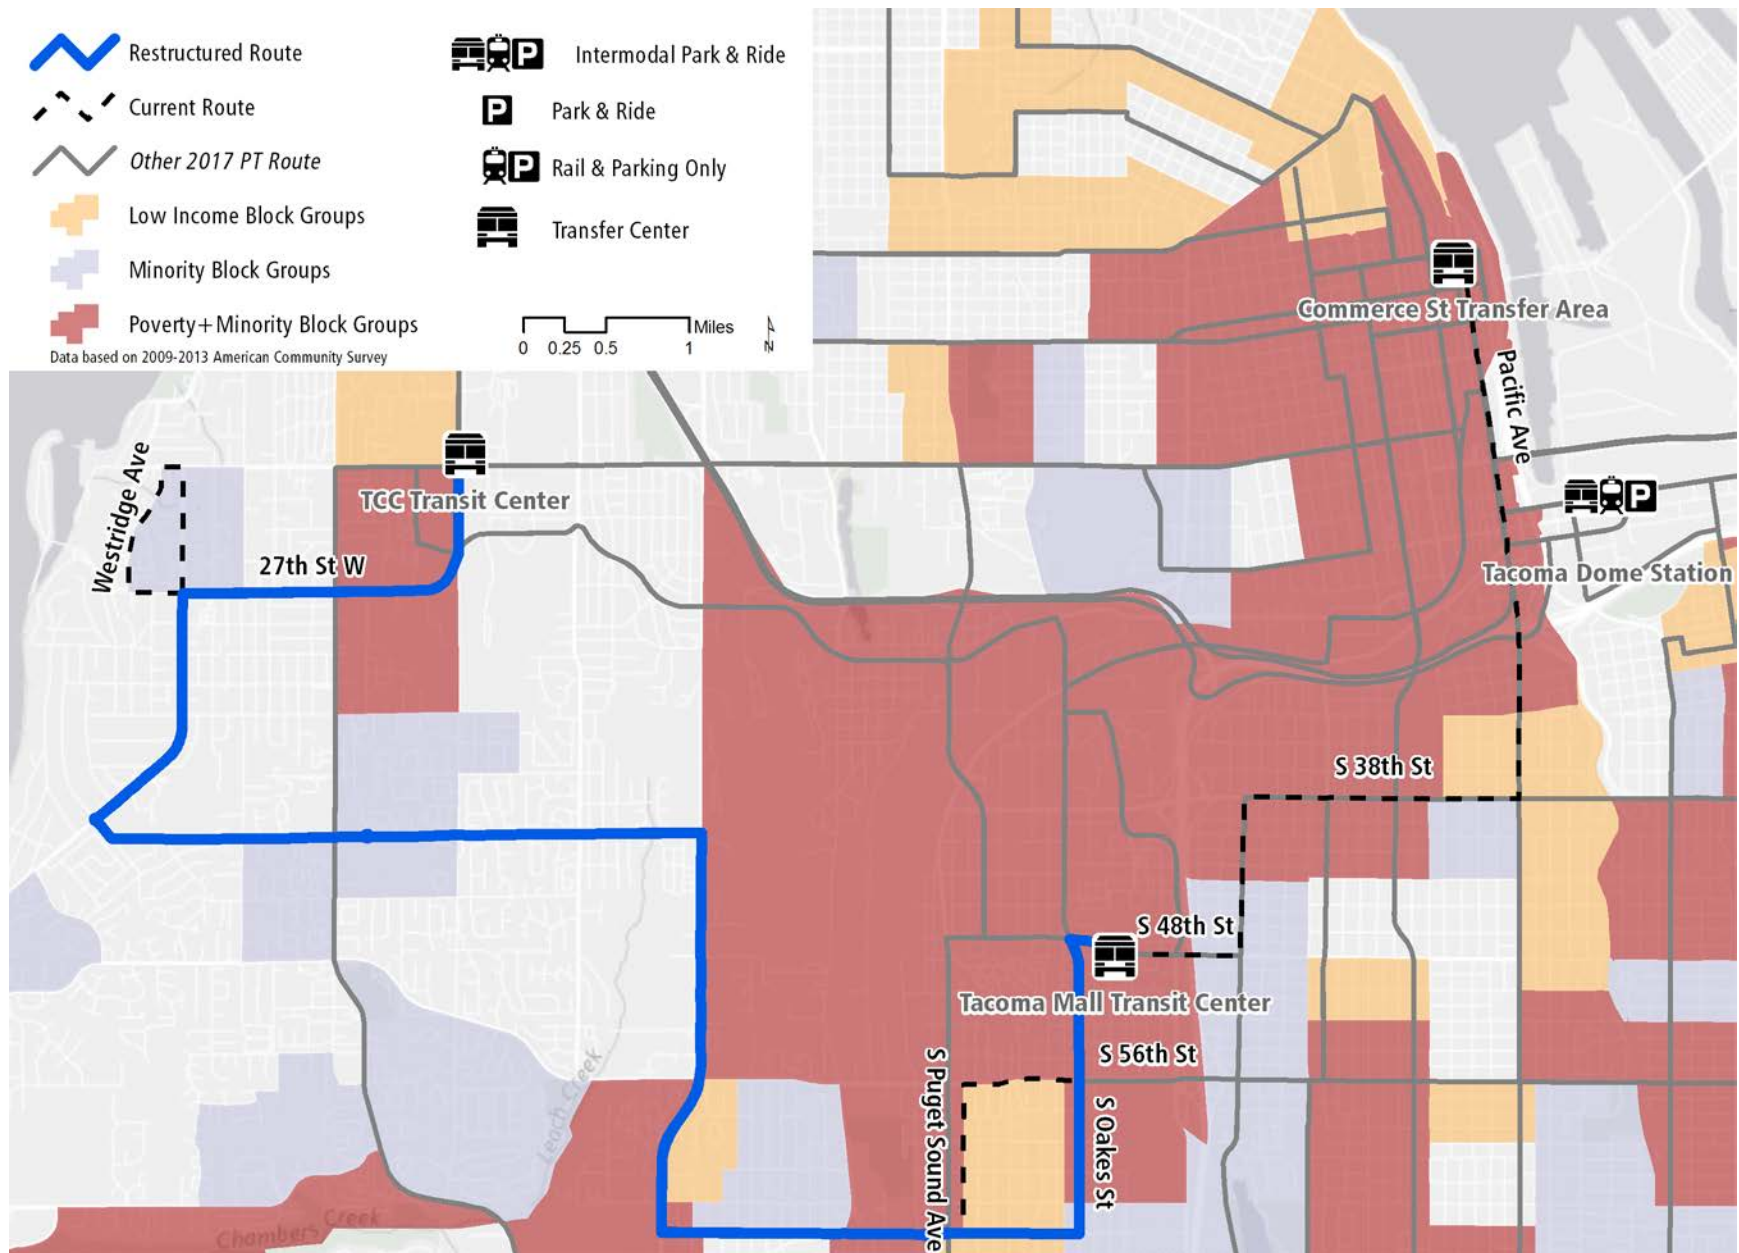 Restructured Route
Current Route
Other 2017 PT Route
Low Income Block Groups
Minority Block Groups
Poverty+Minority Block Groups
Data based on 2009-2013 American Community Survey
P Intermodal Park & Ride
P Park & Ride
P Rail & Parking Only
Transfer Center
Miles
0 0.25 0.5 1
N
Commerce St Transfer Area
Pacific Ave
P
Tacoma Dome Station
Westridge Ave
TCC Transit Center
27th St W
S 38th St
S 48th St
Tacoma Mall Transit Center
S 56th St
S Puget Sound Ave
S Oakes St
Leach Creek
Chambers Creek